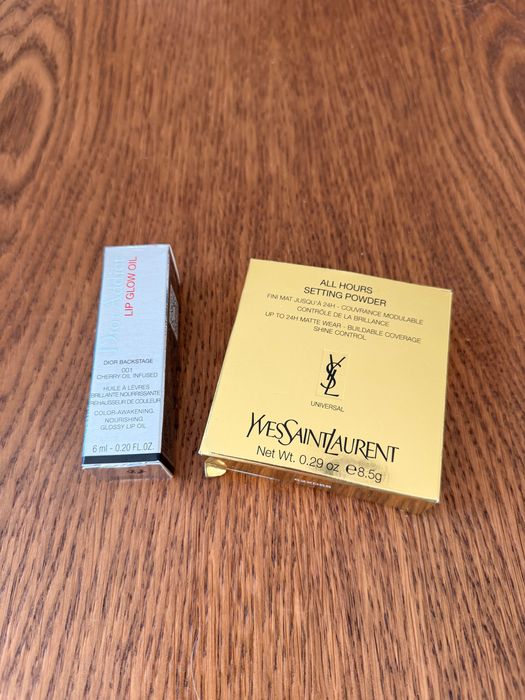 Dior Addict
LIP GLOW OIL
DIOR BACKSTAGE
001
CHERRY OIL INFUSED
HUILE À LÈVRES
BRILLANTE NOURRISSANTE
REHAUSSEUR DE COULEUR
COLOR-AWAKENING,
NOURISHING
GLOSSY LIP OIL
6 ml - 0.20 FL.OZ.
ALL HOURS
SETTING POWDER
FINI MAT JUSQU'À 24H - COUVRANCE MODULABLE
CONTRÔLE DE LA BRILLANCE
UP TO 24H MATTE WEAR - BUILDABLE COVERAGE
SHINE CONTROL
YSL
UNIVERSAL
YVESSAINTLAURENT
Net Wt. 0.29 oz ℮8.5g